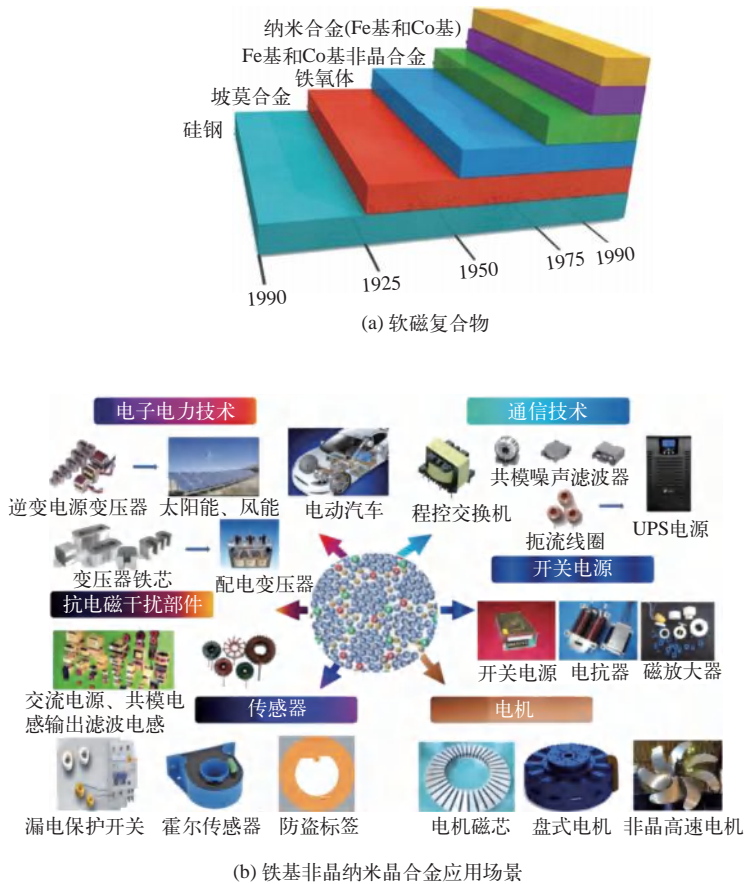 纳米合金(Fe基和Co基)
Fe基和Co基非晶合金
铁氧体
坡莫合金
硅钢
1990
1925
1950
1975
1990
(a) 软磁复合物
电子电力技术
通信技术
逆变电源变压器
太阳能、风能
电动汽车
程控交换机
共模噪声滤波器
扼流线圈
UPS电源
变压器铁芯
配电变压器
抗电磁干扰部件
开关电源
交流电源、共模电
感输出滤波电感
开关电源
电抗器
磁放大器
传感器
电机
漏电保护开关
霍尔传感器
防盗标签
电机磁芯
盘式电机
非晶高速电机
(b) 铁基非晶纳米晶合金应用场景